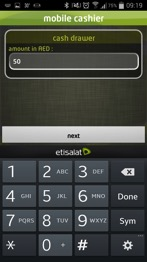 75% 09:19
mobile cashier
cash drawer
amount in RED :
50
next
etisalat
1 2 ABC 3 DEF
4 GHI 5 JKL 6 MNO Done
7 PQRS 8 TUV 9 WXYZ Sym
* 0 + #